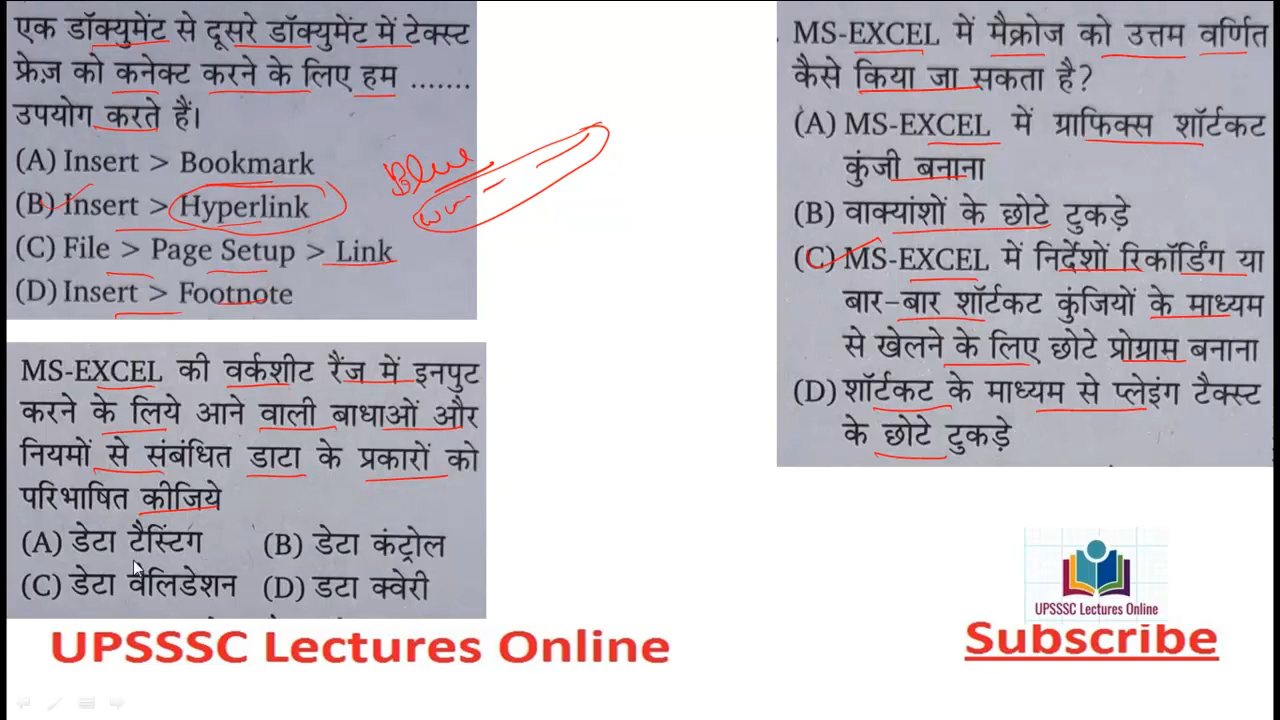 एक डॉक्युमेंट से दूसरे डॉक्युमेंट में टेक्स्ट
फ्रेज़ को कनेक्ट करने के लिए हम .......
उपयोग करते हैं।
(A) Insert > Bookmark
(B) Insert > Hyperlink
(C) File > Page Setup > Link
(D) Insert > Footnote
Blue
MS-EXCEL की वर्कशीट रैंज में इनपुट
करने के लिये आने वाली बाधाओं और
नियमों से संबंधित डाटा के प्रकारों को
परिभाषित कीजिये
(A) डेटा टैस्टिंग (B) डेटा कंट्रोल
(C) डेटा वैलिडेशन (D) डटा क्वेरी
MS-EXCEL में मैक्रोज को उत्तम वर्णित
कैसे किया जा सकता है?
(A) MS-EXCEL में ग्राफिक्स शॉर्टकट
कुंजी बनाना
(B) वाक्यांशों के छोटे टुकड़े
(C) MS-EXCEL में निर्देशों रिकॉर्डिंग या
बार-बार शॉर्टकट कुंजियों के माध्यम
से खेलने के लिए छोटे प्रोग्राम बनाना
(D) शॉर्टकट के माध्यम से प्लेइंग टैक्स्ट
के छोटे टुकड़े
UPSSSC Lectures Online
UPSSSC Lectures Online
Subscribe